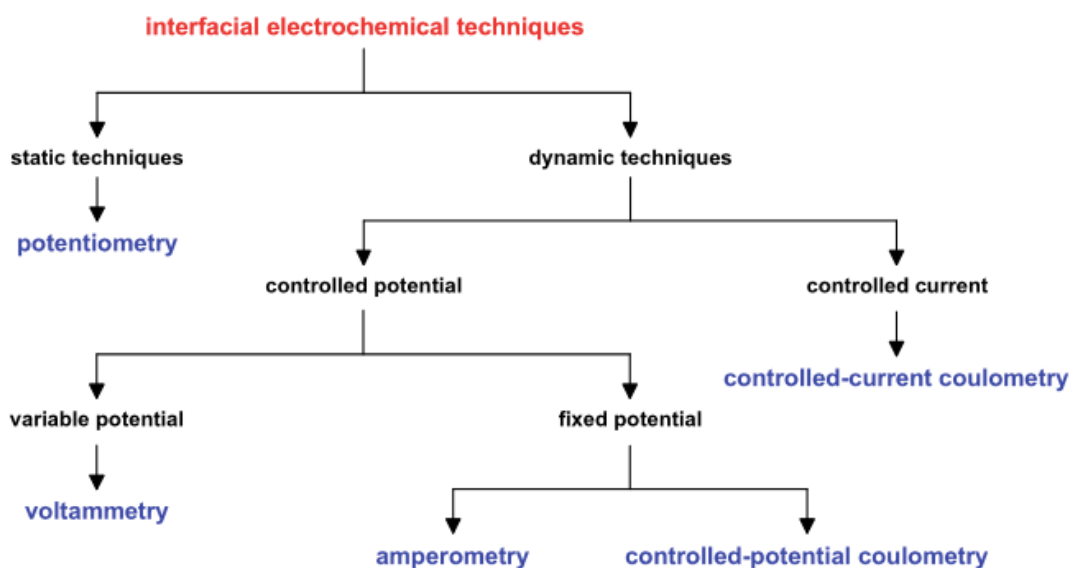 interfacial electrochemical techniques
static techniques
dynamic techniques
potentiometry
controlled potential
controlled current
controlled-current coulometry
variable potential
fixed potential
voltammetry
amperometry
controlled-potential coulometry